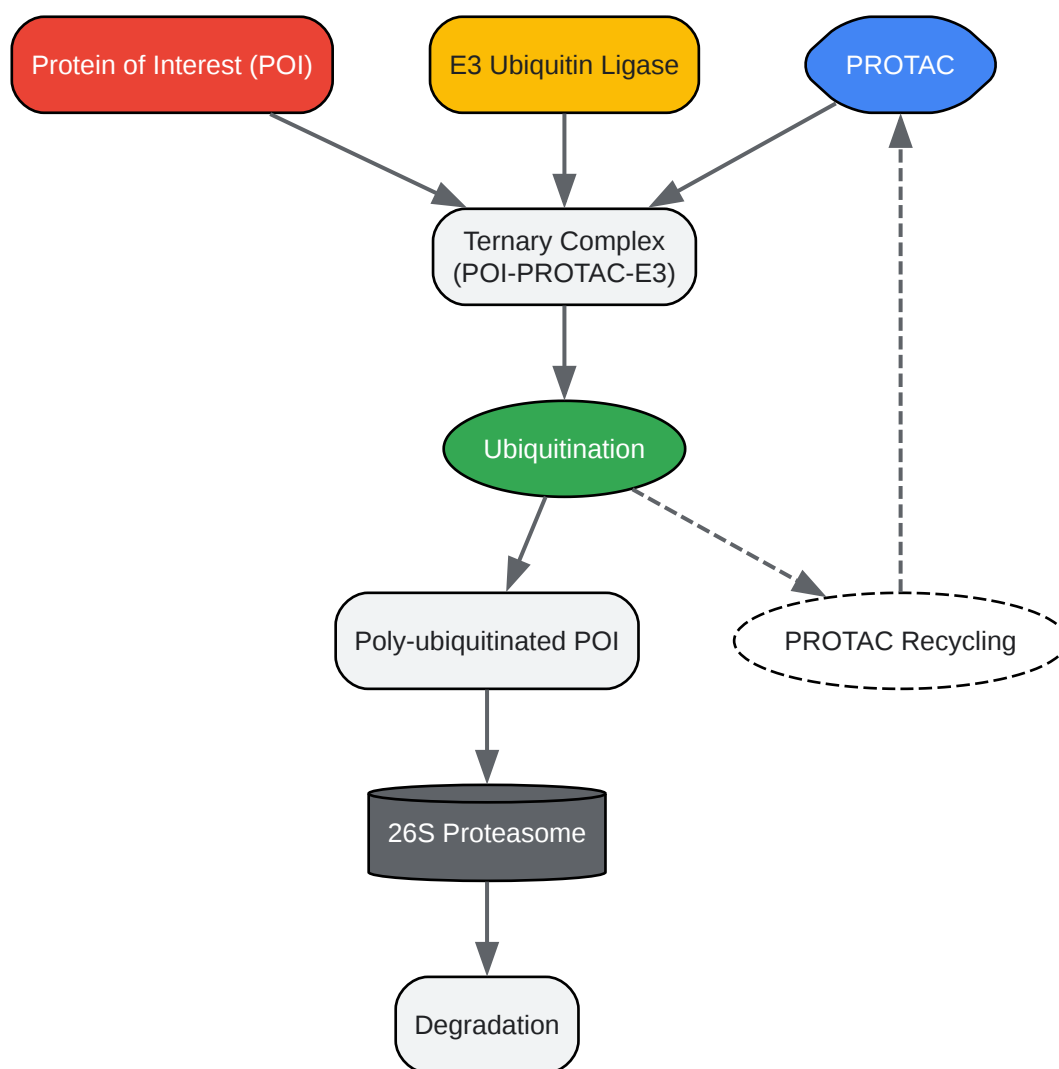 Protein of Interest (POI)
E3 Ubiquitin Ligase
PROTAC
Ternary Complex
(POI-PROTAC-E3)
Ubiquitination
Poly-ubiquitinated POI
PROTAC Recycling
26S Proteasome
Degradation